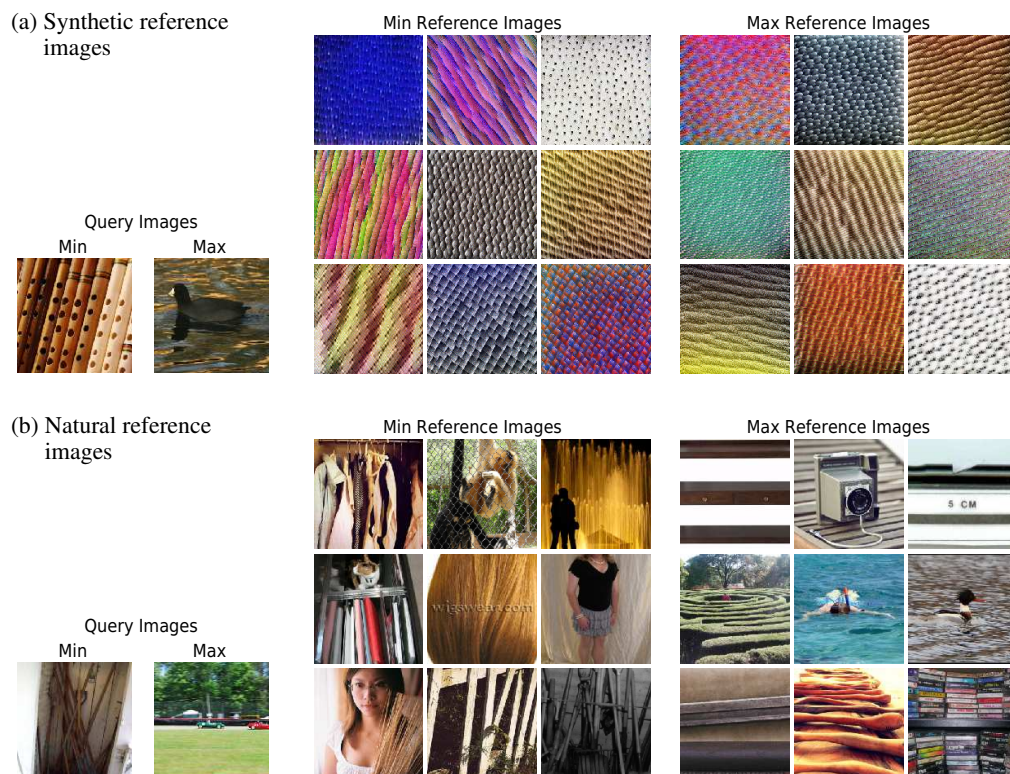 (a) Synthetic reference
images
Min Reference Images
Max Reference Images
Query Images
Min
Max
(b) Natural reference
images
Min Reference Images
Max Reference Images
5 CM
wigswear.com
Query Images
Min
Max